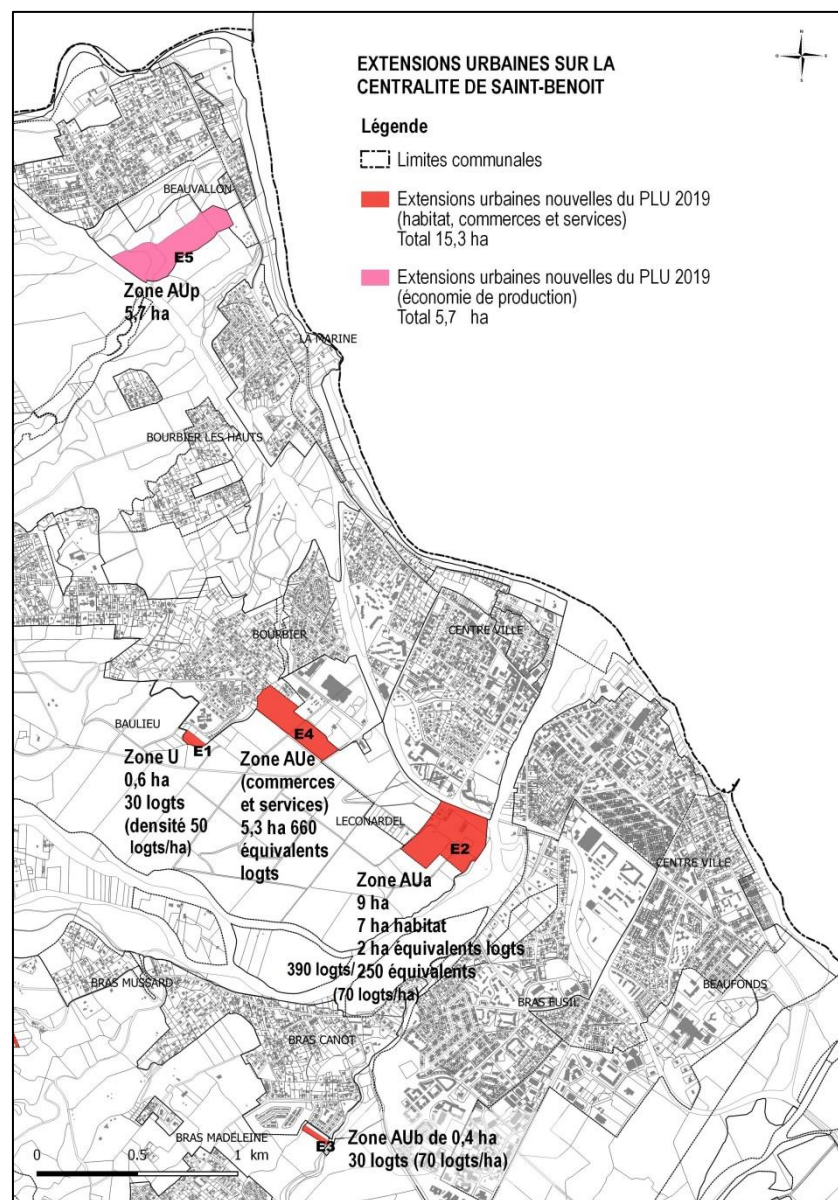 EXTENSIONS URBAINES SUR LA
CENTRALITE DE SAINT-BENOIT
N
O
E
S
Légende
Limites communales
Extensions urbaines nouvelles du PLU 2019
(habitat, commerces et services)
Total 15,3 ha
Extensions urbaines nouvelles du PLU 2019
(économie de production)
Total 5,7 ha
BEAUVALLON
E5
Zone AUp
5,7 ha
LA MARINE
BOURBIER LES HAUTS
BOURBIER
CENTRE VILLE
BAULIEU
E1
Zone U
0,6 ha
30 logts
(densité 50
logts/ha)
E4
Zone AUe
(commerces
et services)
5,3 ha 660
équivalents
logts
LECONARDEL
E2
Zone AUa
9 ha
7 ha habitat
2 ha équivalents logts
390 logts/250 équivalents
(70 logts/ha)
CENTRE VILLE
BRAS MUSSARD
BRAS FUSIL
BEAUFONDS
BRAS CANOT
BRAS MADELEINE
E3
Zone AUb de 0,4 ha
30 logts (70 logts/ha)
0 0.5 1 km